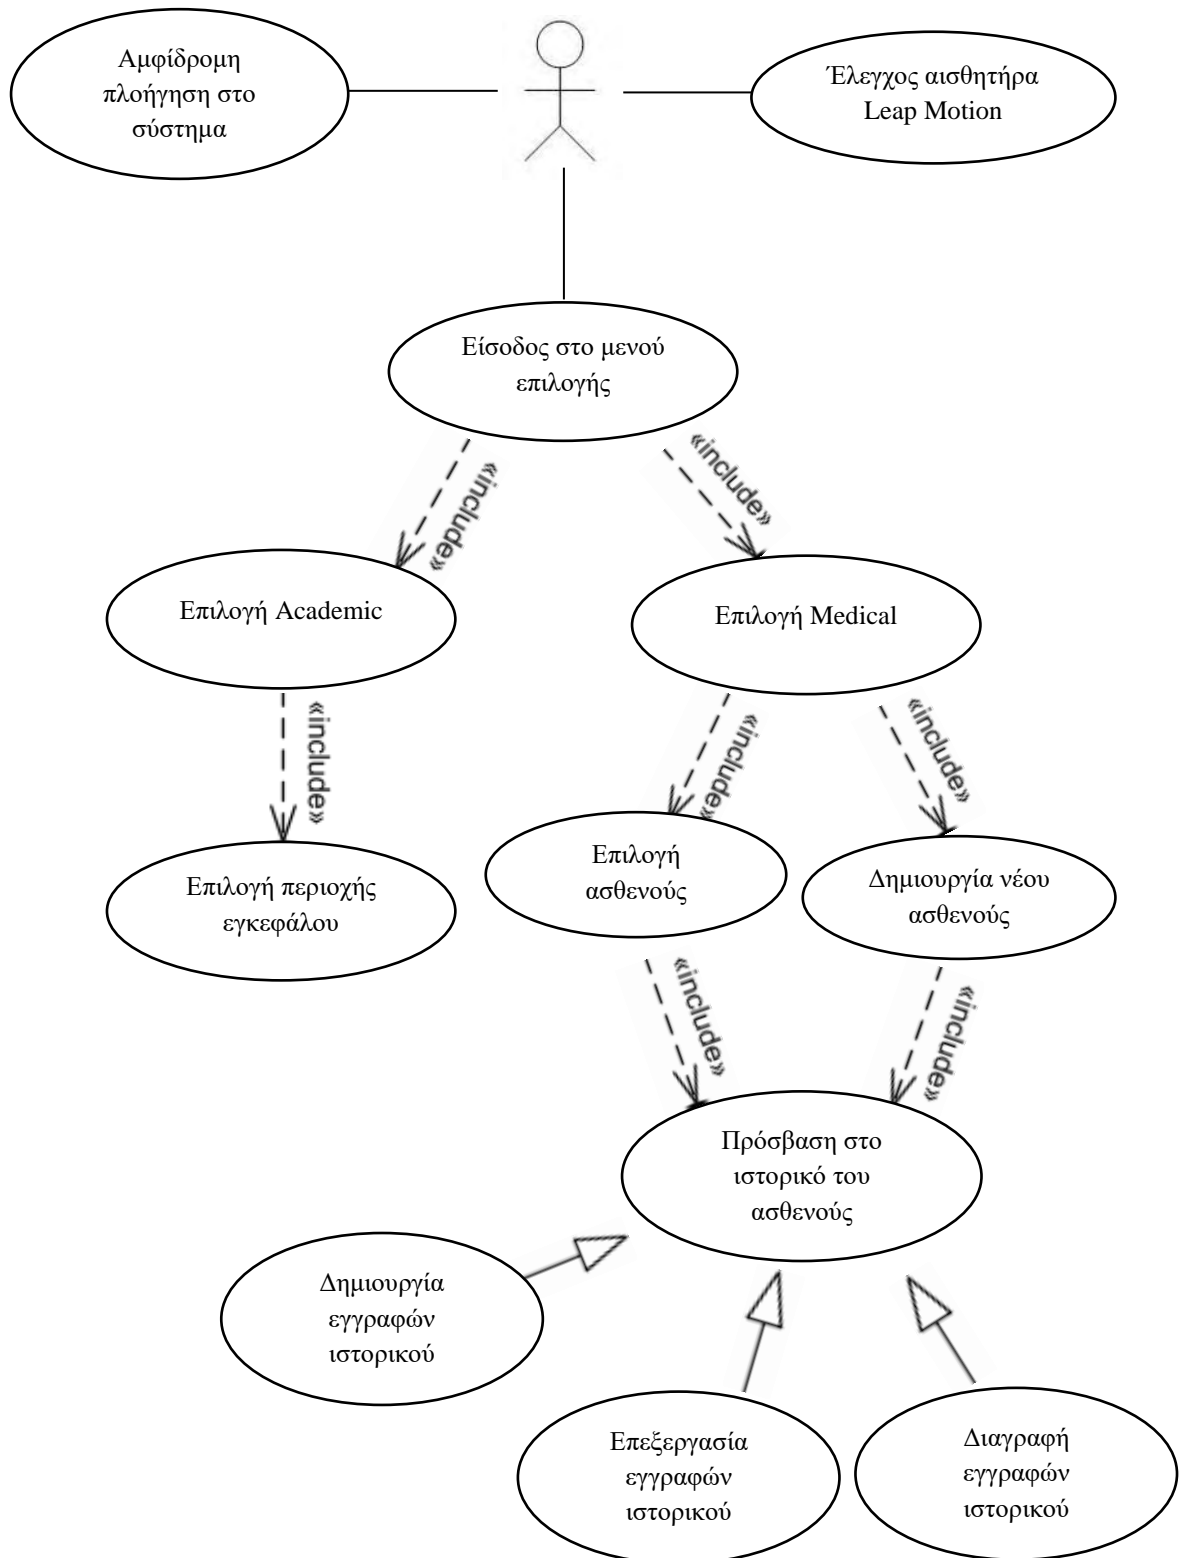 Αμφίδρομη
πλοήγηση στο
σύστημα
Έλεγχος αισθητήρα
Leap Motion
Είσοδος στο μενού
επιλογής
«include»
«include»
Επιλογή Academic
Επιλογή Medical
«include»
«include»
«include»
Επιλογή περιοχής
εγκεφάλου
Επιλογή
ασθενούς
Δημιουργία νέου
ασθενούς
«include»
«include»
Πρόσβαση στο
ιστορικό του
ασθενούς
Δημιουργία
εγγραφών
ιστορικού
Επεξεργασία
εγγραφών
ιστορικού
Διαγραφή
εγγραφών
ιστορικού